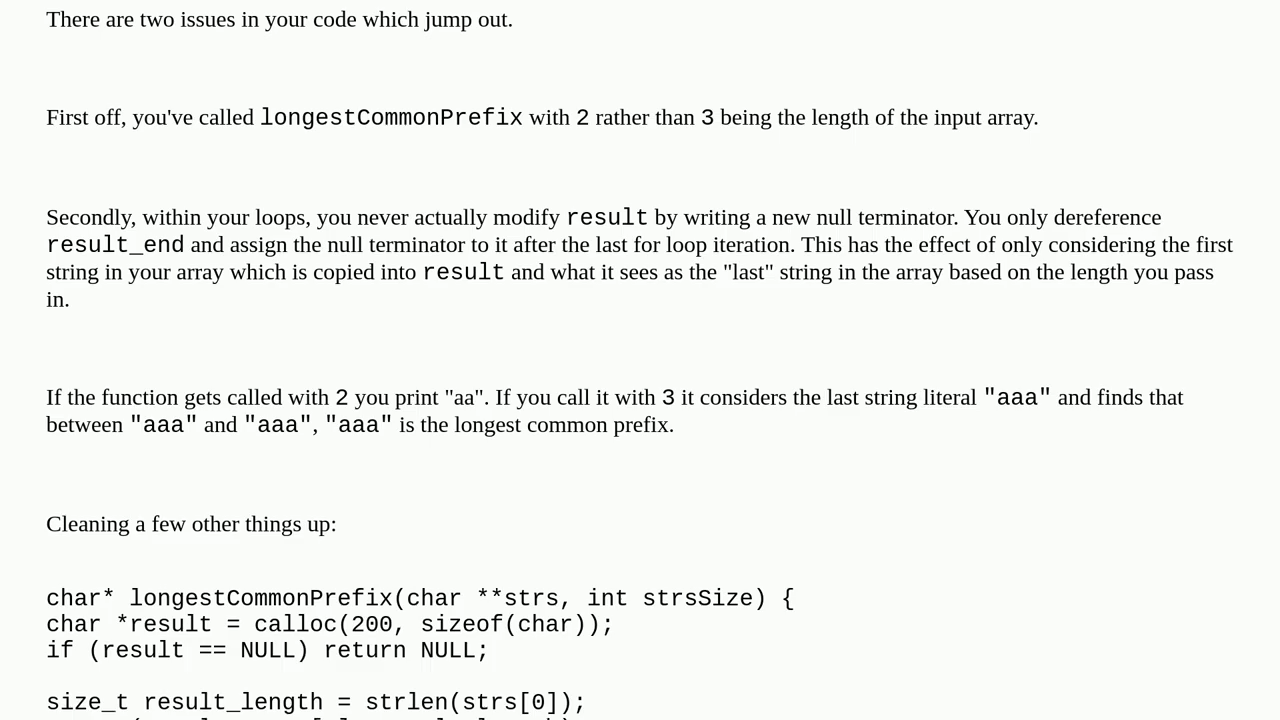 There are two issues in your code which jump out.
First off, you've called longestCommonPrefix with 2 rather than 3 being the length of the input array.
Secondly, within your loops, you never actually modify result by writing a new null terminator. You only dereference
result_end and assign the null terminator to it after the last for loop iteration. This has the effect of only considering the first
string in your array which is copied into result and what it sees as the "last" string in the array based on the length you pass
in.
If the function gets called with 2 you print "aa". If you call it with 3 it considers the last string literal "aaa" and finds that
between "aaa" and "aaa", "aaa" is the longest common prefix.
Cleaning a few other things up:
char* longestCommonPrefix(char **strs, int strsSize) {
char *result = calloc(200, sizeof(char));
if (result == NULL) return NULL;
size_t result_length = strlen(strs[0]);